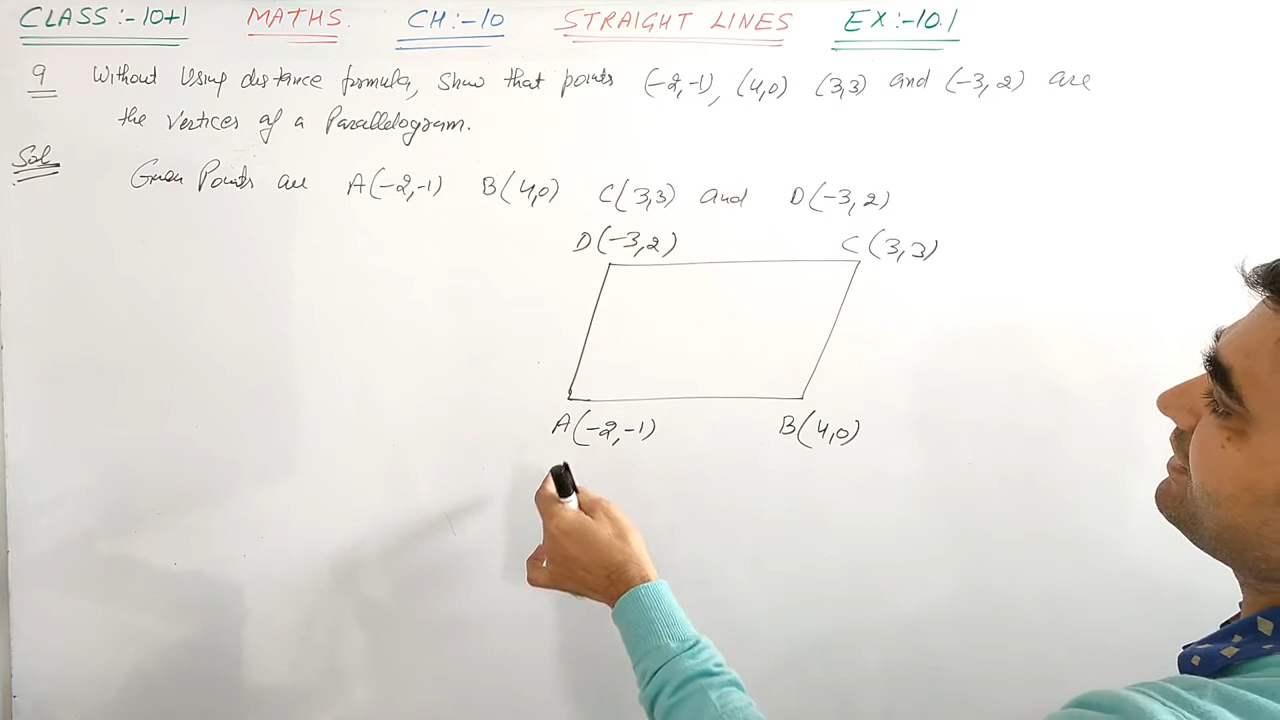 CLASS:-10+1 MATHS. CH:-10 STRAIGHT LINES EX:-10.1
9 Without Using distance formula, Show that points (-2,-1), (4,0) (3,3) and (-3,2) are
the Vertices of a Parallelogram.
Sol
Given Points are A(-2,-1) B(4,0) C(3,3) and D(-3,2)
D(-3,2) C(3,3)
A(-2,-1) B(4,0)